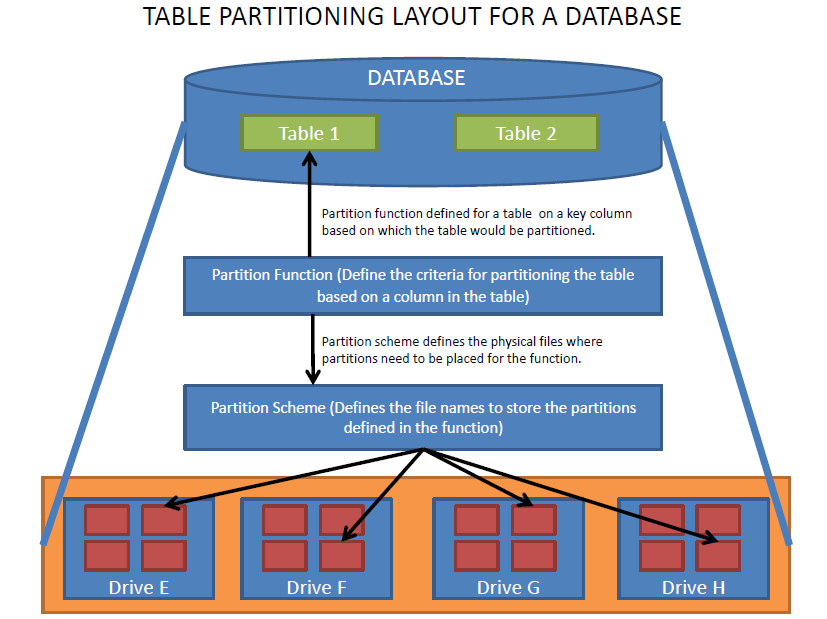 TABLE PARTITIONING LAYOUT FOR A DATABASE
DATABASE
Table 1
Table 2
Partition function defined for a table on a key column
based on which the table would be partitioned.
Partition Function (Define the criteria for partitioning the table
based on a column in the table)
Partition scheme defines the physical files where
partitions need to be placed for the function.
Partition Scheme (Defines the file names to store the partitions
defined in the function)
Drive E
Drive F
Drive G
Drive H